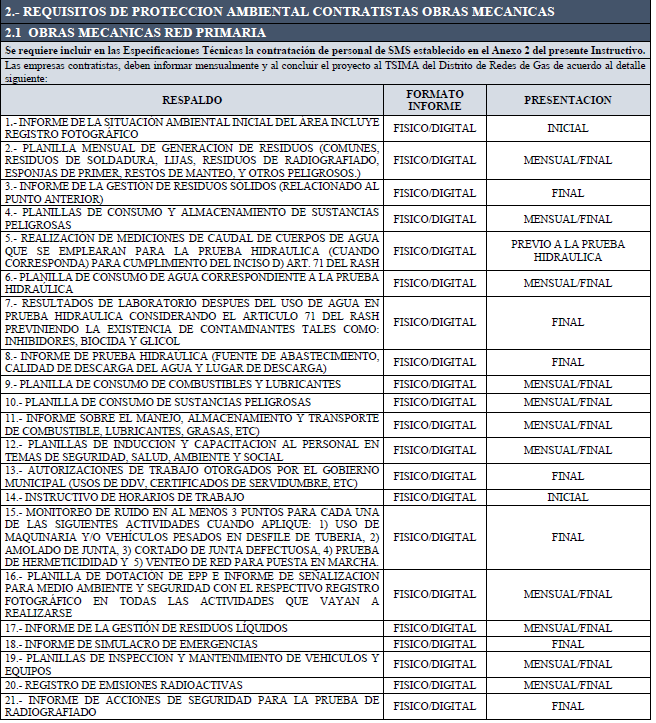 2.- REQUISITOS DE PROTECCION AMBIENTAL CONTRATISTAS OBRAS MECANICAS
2.1 OBRAS MECANICAS RED PRIMARIA
Se requiere incluir en las Especificaciones Técnicas la contratación de personal de SMS establecido en el Anexo 2 del presente Instructivo.
Las empresas contratistas, deben informar mensualmente y al concluir el proyecto al TSIMA del Distrito de Redes de Gas de acuerdo al detalle
siguiente:
RESPALDO
FORMATO
INFORME
PRESENTACION
1.- INFORME DE LA SITUACIÓN AMBIENTAL INICIAL DEL ÁREA INCLUYE
REGISTRO FOTOGRÁFICO
FISICO/DIGITAL
INICIAL
2.- PLANILLA MENSUAL DE GENERACION DE RESIDUOS (COMUNES,
RESIDUOS DE SOLDADURA, LIJAS, RESIDUOS DE RADIOGRAFIADO,
ESPONJAS DE PRIMER, RESTOS DE MANTEO, Y OTROS PELIGROSOS.)
FISICO/DIGITAL
MENSUAL/FINAL
3.- INFORME DE LA GESTIÓN DE RESIDUOS SOLIDOS (RELACIONADO AL
PUNTO ANTERIOR)
FISICO/DIGITAL
FINAL
4.- PLANILLAS DE CONSUMO Y ALMACENAMIENTO DE SUSTANCIAS
PELIGROSAS
FISICO/DIGITAL
MENSUAL/FINAL
5.- REALIZACIÓN DE MEDICIONES DE CAUDAL DE CUERPOS DE AGUA
QUE SE EMPLEARAN PARA LA PRUEBA HIDRAULICA (CUANDO
CORRESPONDA) PARA CUMPLIMIENTO DEL INCISO D) ART. 71 DEL RASH
FISICO/DIGITAL
PREVIO A LA PRUEBA
HIDRAULICA
6.- PLANILLA DE CONSUMO DE AGUA CORRESPONDIENTE A LA PRUEBA
HIDRAÚLICA
FISICO/DIGITAL
MENSUAL/FINAL
7.- RESULTADOS DE LABORATORIO DESPUES DEL USO DE AGUA EN
PRUEBA HIDRAULICA CONSIDERANDO EL ARTICULO 71 DEL RASH
PREVINIENDO LA EXISTENCIA DE CONTAMINANTES TALES COMO:
INHIBIDORES, BIOCIDA Y GLICOL
FISICO/DIGITAL
FINAL
8.- INFORME DE PRUEBA HIDRAÚLICA (FUENTE DE ABASTECIMIENTO,
CALIDAD DE DESCARGA DEL AGUA Y LUGAR DE DESCARGA)
FISICO/DIGITAL
FINAL
9.- PLANILLA DE CONSUMO DE COMBUSTIBLES Y LUBRICANTES
FISICO/DIGITAL
MENSUAL/FINAL
10.- PLANILLA DE CONSUMO DE SUSTANCIAS PELIGROSAS
FISICO/DIGITAL
MENSUAL/FINAL
11.- INFORME SOBRE EL MANEJO, ALMACENAMIENTO Y TRANSPORTE
DE COMBUSTIBLE, LUBRICANTES, GRASAS, ETC)
FISICO/DIGITAL
MENSUAL/FINAL
12.- PLANILLAS DE INDUCCION Y CAPACITACION AL PERSONAL EN
TEMAS DE SEGURIDAD, SALUD, AMBIENTE Y SOCIAL
FISICO/DIGITAL
MENSUAL/FINAL
13.- AUTORIZACIONES DE TRABAJO OTORGADOS POR EL GOBIERNO
MUNICIPAL (USOS DE DDV, CERTIFICADOS DE SERVIDUMBRE, ETC)
FISICO/DIGITAL
FINAL
14.- INSTRUCTIVO DE HORARIOS DE TRABAJO
FISICO/DIGITAL
INICIAL
15.- MONITOREO DE RUIDO EN AL MENOS 3 PUNTOS PARA CADA UNA
DE LAS SIGUIENTES ACTIVIDADES CUANDO APLIQUE: 1) USO DE
MAQUINARIA Y/O VEHÍCULOS PESADOS EN DESFILE DE TUBERIA, 2)
AMOLADO DE JUNTA, 3) CORTADO DE JUNTA DEFECTUOSA, 4) PRUEBA
DE HERMETICIDIDAD Y 5) VENTEO DE RED PARA PUESTA EN MARCHA.
FISICO/DIGITAL
FINAL
16.- PLANILLA DE DOTACIÓN DE EPP E INFORME DE SEÑALIZACIÓN
PARA MEDIO AMBIENTE Y SEGURIDAD CON EL RESPECTIVO REGISTRO
FOTOGRÁFICO EN TODAS LAS ACTIVIDADES QUE VAYAN A
REALIZARSE
FISICO/DIGITAL
MENSUAL/FINAL
17.- INFORME DE LA GESTIÓN DE RESIDUOS LÍQUIDOS
FISICO/DIGITAL
MENSUAL/FINAL
18.- INFORME DE SIMULACRO DE EMERGENCIAS
FISICO/DIGITAL
FINAL
19.- PLANILLAS DE INSPECCION Y MANTENIMIENTO DE VEHICULOS Y
EQUIPOS
FISICO/DIGITAL
MENSUAL/FINAL
20.- REGISTRO DE EMISIONES RADIOACTIVAS
FISICO/DIGITAL
MENSUAL/FINAL
21.- INFORME DE ACCIONES DE SEGURIDAD PARA LA PRUEBA DE
RADIOGRAFIADO
FISICO/DIGITAL
FINAL